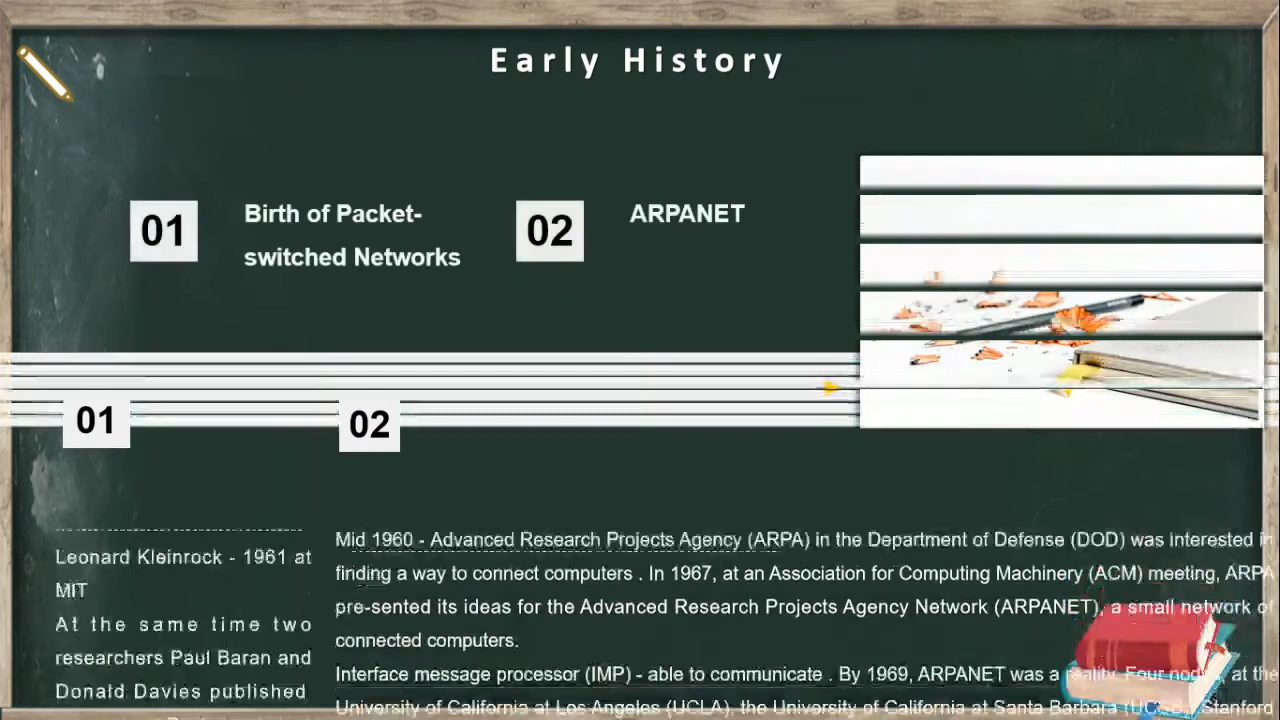 Early History
01
Birth of Packet-
switched Networks
02
ARPANET
01
02
Leonard Kleinrock - 1961 at
MIT
At the same time two
researchers Paul Baran and
Donald Davies published
Mid 1960 - Advanced Research Projects Agency (ARPA) in the Department of Defense (DOD) was interested in
finding a way to connect computers . In 1967, at an Association for Computing Machinery (ACM) meeting, ARPA
pre-sented its ideas for the Advanced Research Projects Agency Network (ARPANET), a small network of
connected computers.
Interface message processor (IMP) - able to communicate . By 1969, ARPANET was a reality. Four nodes, at the
University of California at Los Angeles (UCLA), the University of California at Santa Barbara Stanford